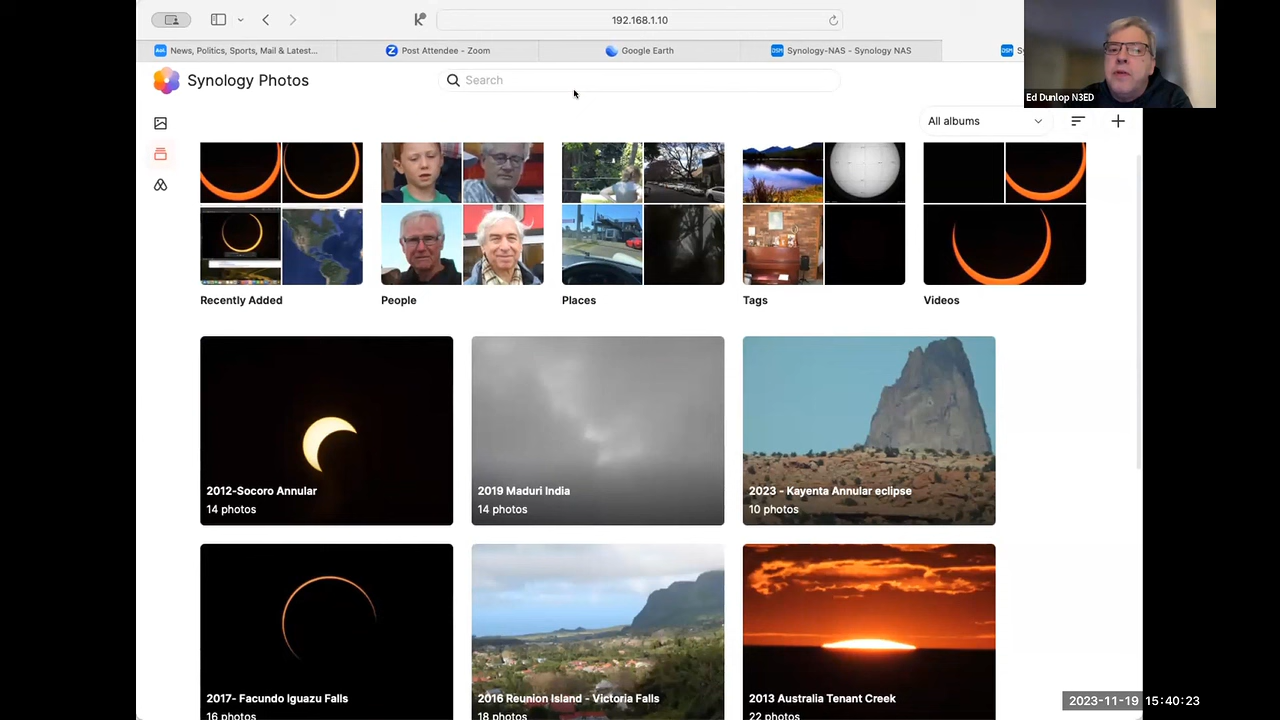 192.168.1.10
News, Politics, Sports, Mail & Latest...
Post Attendee - Zoom
Google Earth
Synology-NAS - Synology NAS
Synology Photos
Search
Ed Dunlop N3ED
All albums
Recently Added
People
Places
Tags
Videos
2012-Socoro Annular
14 photos
2019 Maduri India
14 photos
2023 - Kayenta Annular eclipse
10 photos
2017- Facundo Iguazu Falls
16 photos
2016 Reunion Island - Victoria Falls
18 photos
2013 Australia Tenant Creek
22 photos
2023-11-19 15:40:23